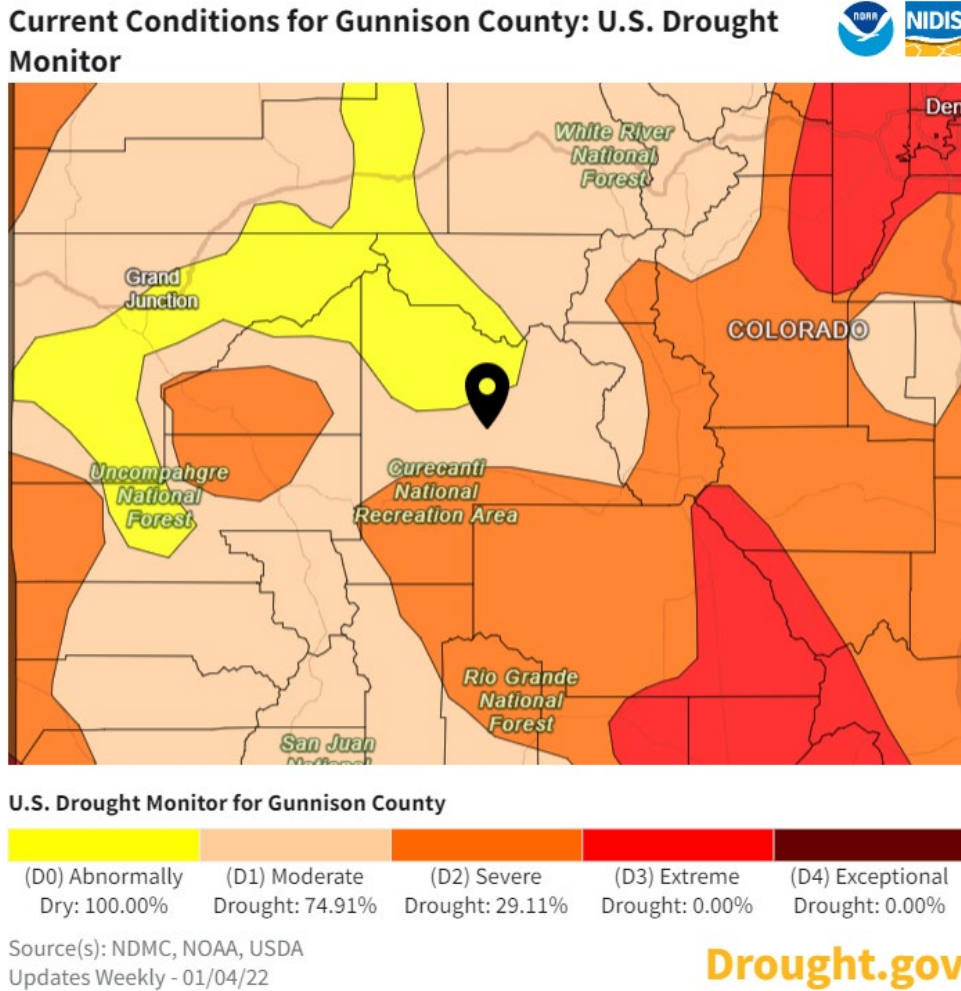 Current Conditions for Gunnison County: U.S. Drought
Monitor
NOAA
NIDIS
Den
White River
National
Forest
Grand
Junction
COLORADO
Uncompahgre
National
Forest
Curecanti
National
Recreation Area
Rio Grande
National
Forest
San Juan
National
U.S. Drought Monitor for Gunnison County
(D0) Abnormally
Dry: 100.00%
(D1) Moderate
Drought: 74.91%
(D2) Severe
Drought: 29.11%
(D3) Extreme
Drought: 0.00%
(D4) Exceptional
Drought: 0.00%
Source(s): NDMC, NOAA, USDA
Updates Weekly - 01/04/22
Drought.gov